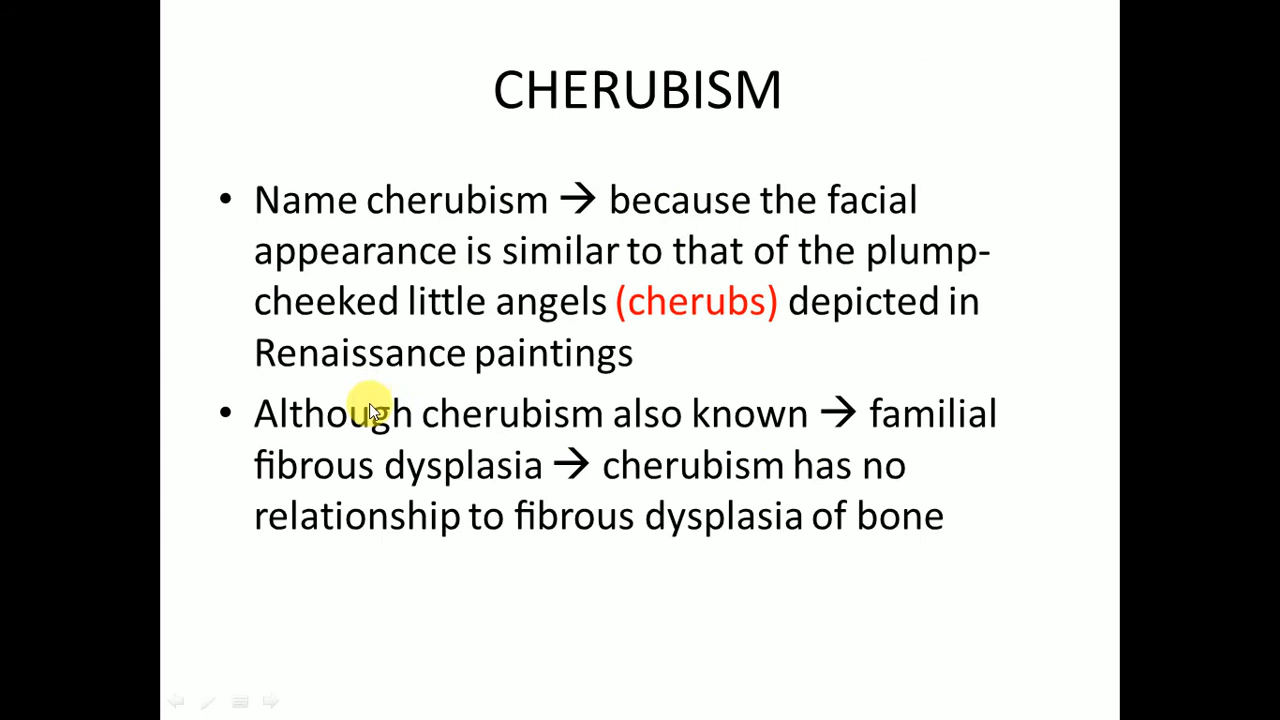 CHERUBISM
• Name cherubism → because the facial
appearance is similar to that of the plump-
cheeked little angels (cherubs) depicted in
Renaissance paintings
• Although cherubism also known → familial
fibrous dysplasia → cherubism has no
relationship to fibrous dysplasia of bone